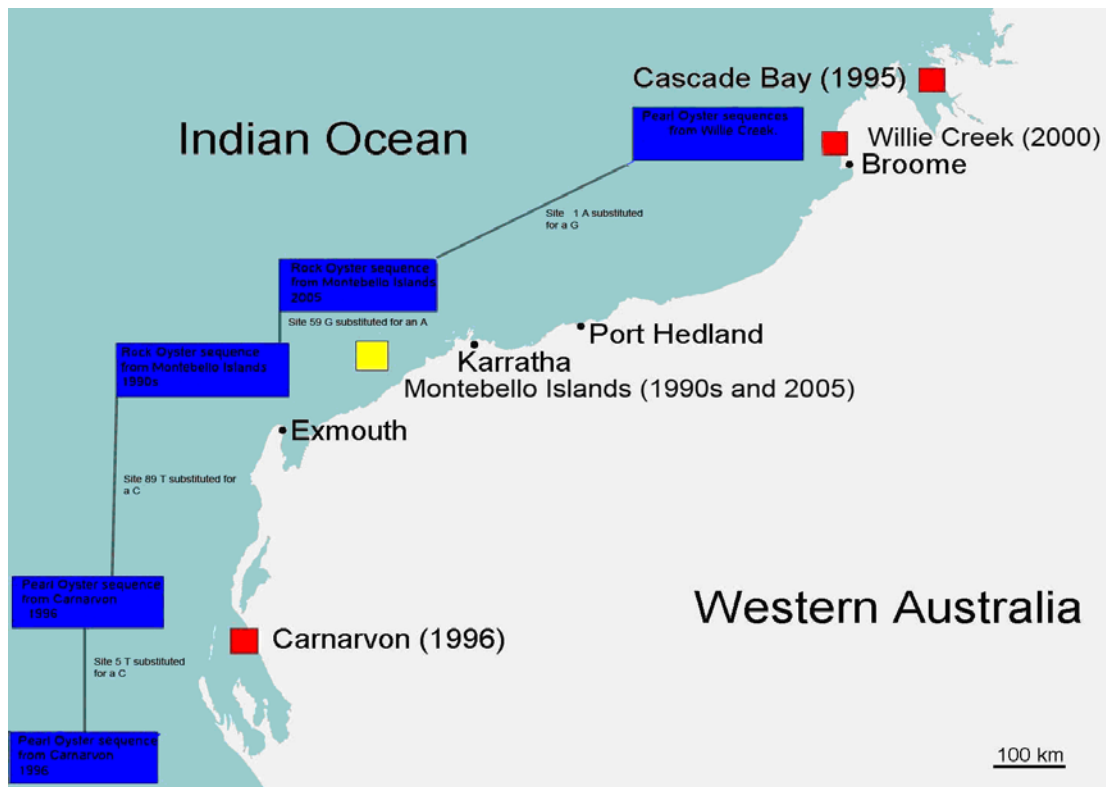 Cascade Bay (1995)
Pearl Oyster sequences
from Willie Creek.
Indian Ocean
Willie Creek (2000)
Broome
Site 1 A substituted
for a G
Rock Oyster sequence
from Montebello Islands
2005
Site 59 G substituted for an A
Port Hedland
Rock Oyster sequence
from Montebello Islands
1990s
Karratha
Montebello Islands (1990s and 2005)
Exmouth
Site 89 T substituted for
a C
Pearl Oyster sequence
from Carnarvon
1996
Western Australia
Carnarvon (1996)
Site 5 T substituted
for a C
Pearl Oyster sequence
from Carnarvon
1996
100 km